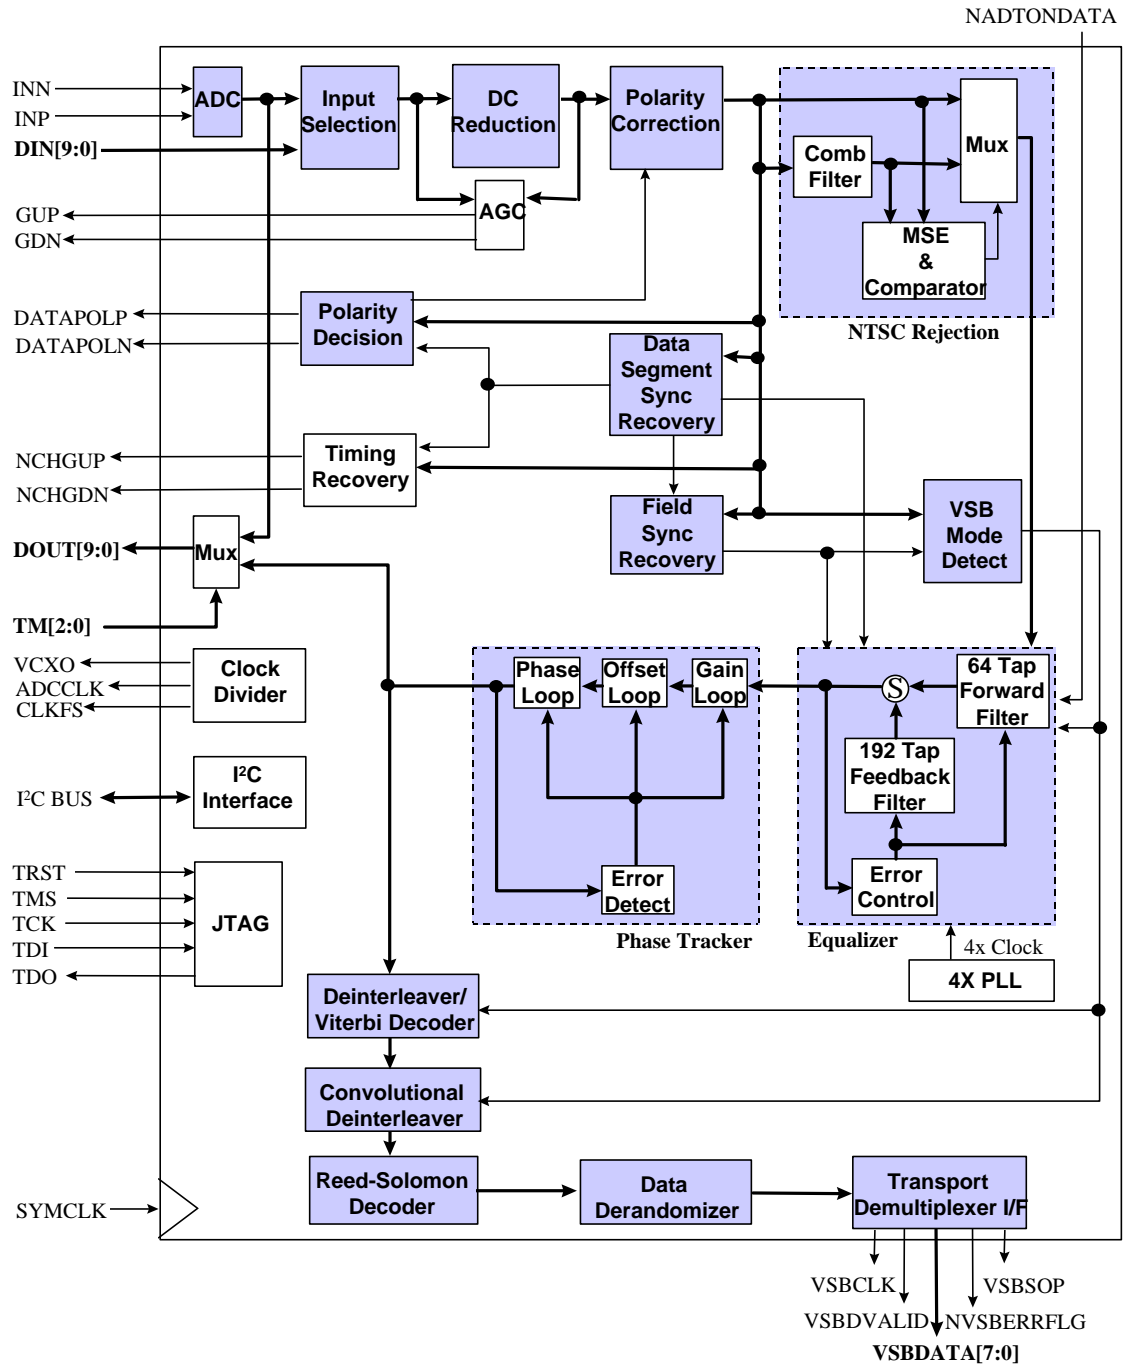 NADTONDATA
INN
INP
DIN[9:0]
ADC
Input
Selection
DC
Reduction
Polarity
Correction
Comb
Filter
Mux
MSE
&
Comparator
NTSC Rejection
AGC
GUP
GDN
DATAPOLP
DATAPOLN
Polarity
Decision
Data
Segment
Sync
Recovery
NCHGUP
NCHGDN
Timing
Recovery
Field
Sync
Recovery
VSB
Mode
Detect
DOUT[9:0]
Mux
TM[2:0]
VCXO
ADCCLK
CLKFS
Clock
Divider
Phase
Loop
Offset
Loop
Gain
Loop
S
64 Tap
Forward
Filter
192 Tap
Feedback
Filter
I²C BUS
I²C
Interface
Error
Detect
Error
Control
Phase Tracker
Equalizer
TRST
TMS
TCK
TDI
TDO
JTAG
4x Clock
4X PLL
Deinterleaver/
Viterbi Decoder
Convolutional
Deinterleaver
Reed-Solomon
Decoder
Data
Derandomizer
Transport
Demultiplexer I/F
SYMCLK
VSBCLK
VSBSOP
VSBDVALID
NVSBERRFLG
VSBDATA[7:0]